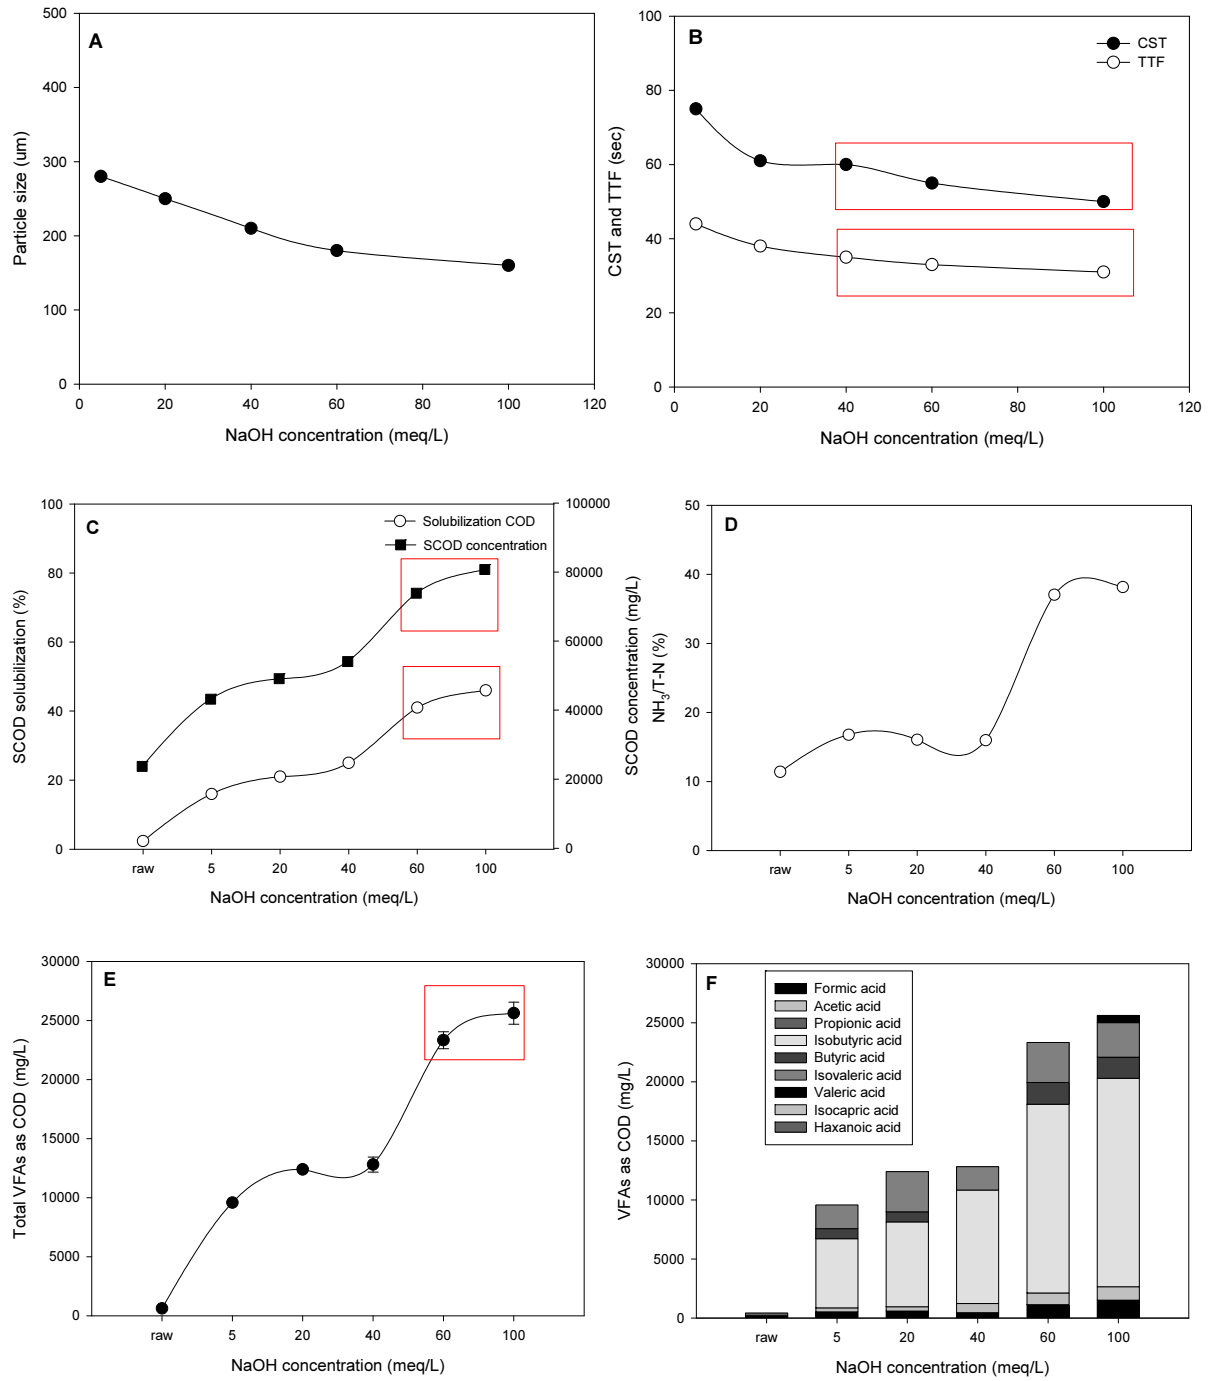 A
500
400
300
200
100
0
Particle size (um)
0 20 40 60 80 100 120
NaOH concentration (meq/L)
B
CST
TTF
100
80
60
40
20
0
CST and TTF (sec)
0 20 40 60 80 100 120
NaOH concentration (meq/L)
C
Solubilization COD
SCOD concentration
100
80
60
40
20
0
SCOD solubilization (%)
100000
80000
60000
40000
20000
0
SCOD concentration (mg/L)
raw 5 20 40 60 100
NaOH concentration (meq/L)
D
50
40
30
20
10
0
NH3/T-N (%)
raw 5 20 40 60 100
NaOH concentration (meq/L)
E
30000
25000
20000
15000
10000
5000
0
Total VFAs as COD (mg/L)
raw 5 20 40 60 100
NaOH concentration (meq/L)
F
Formic acid
Acetic acid
Propionic acid
Isobutyric acid
Butyric acid
Isovaleric acid
Valeric acid
Isocapric acid
Haxanoic acid
30000
25000
20000
15000
10000
5000
0
VFAs as COD (mg/L)
raw 5 20 40 60 100
NaOH concentration (meq/L)